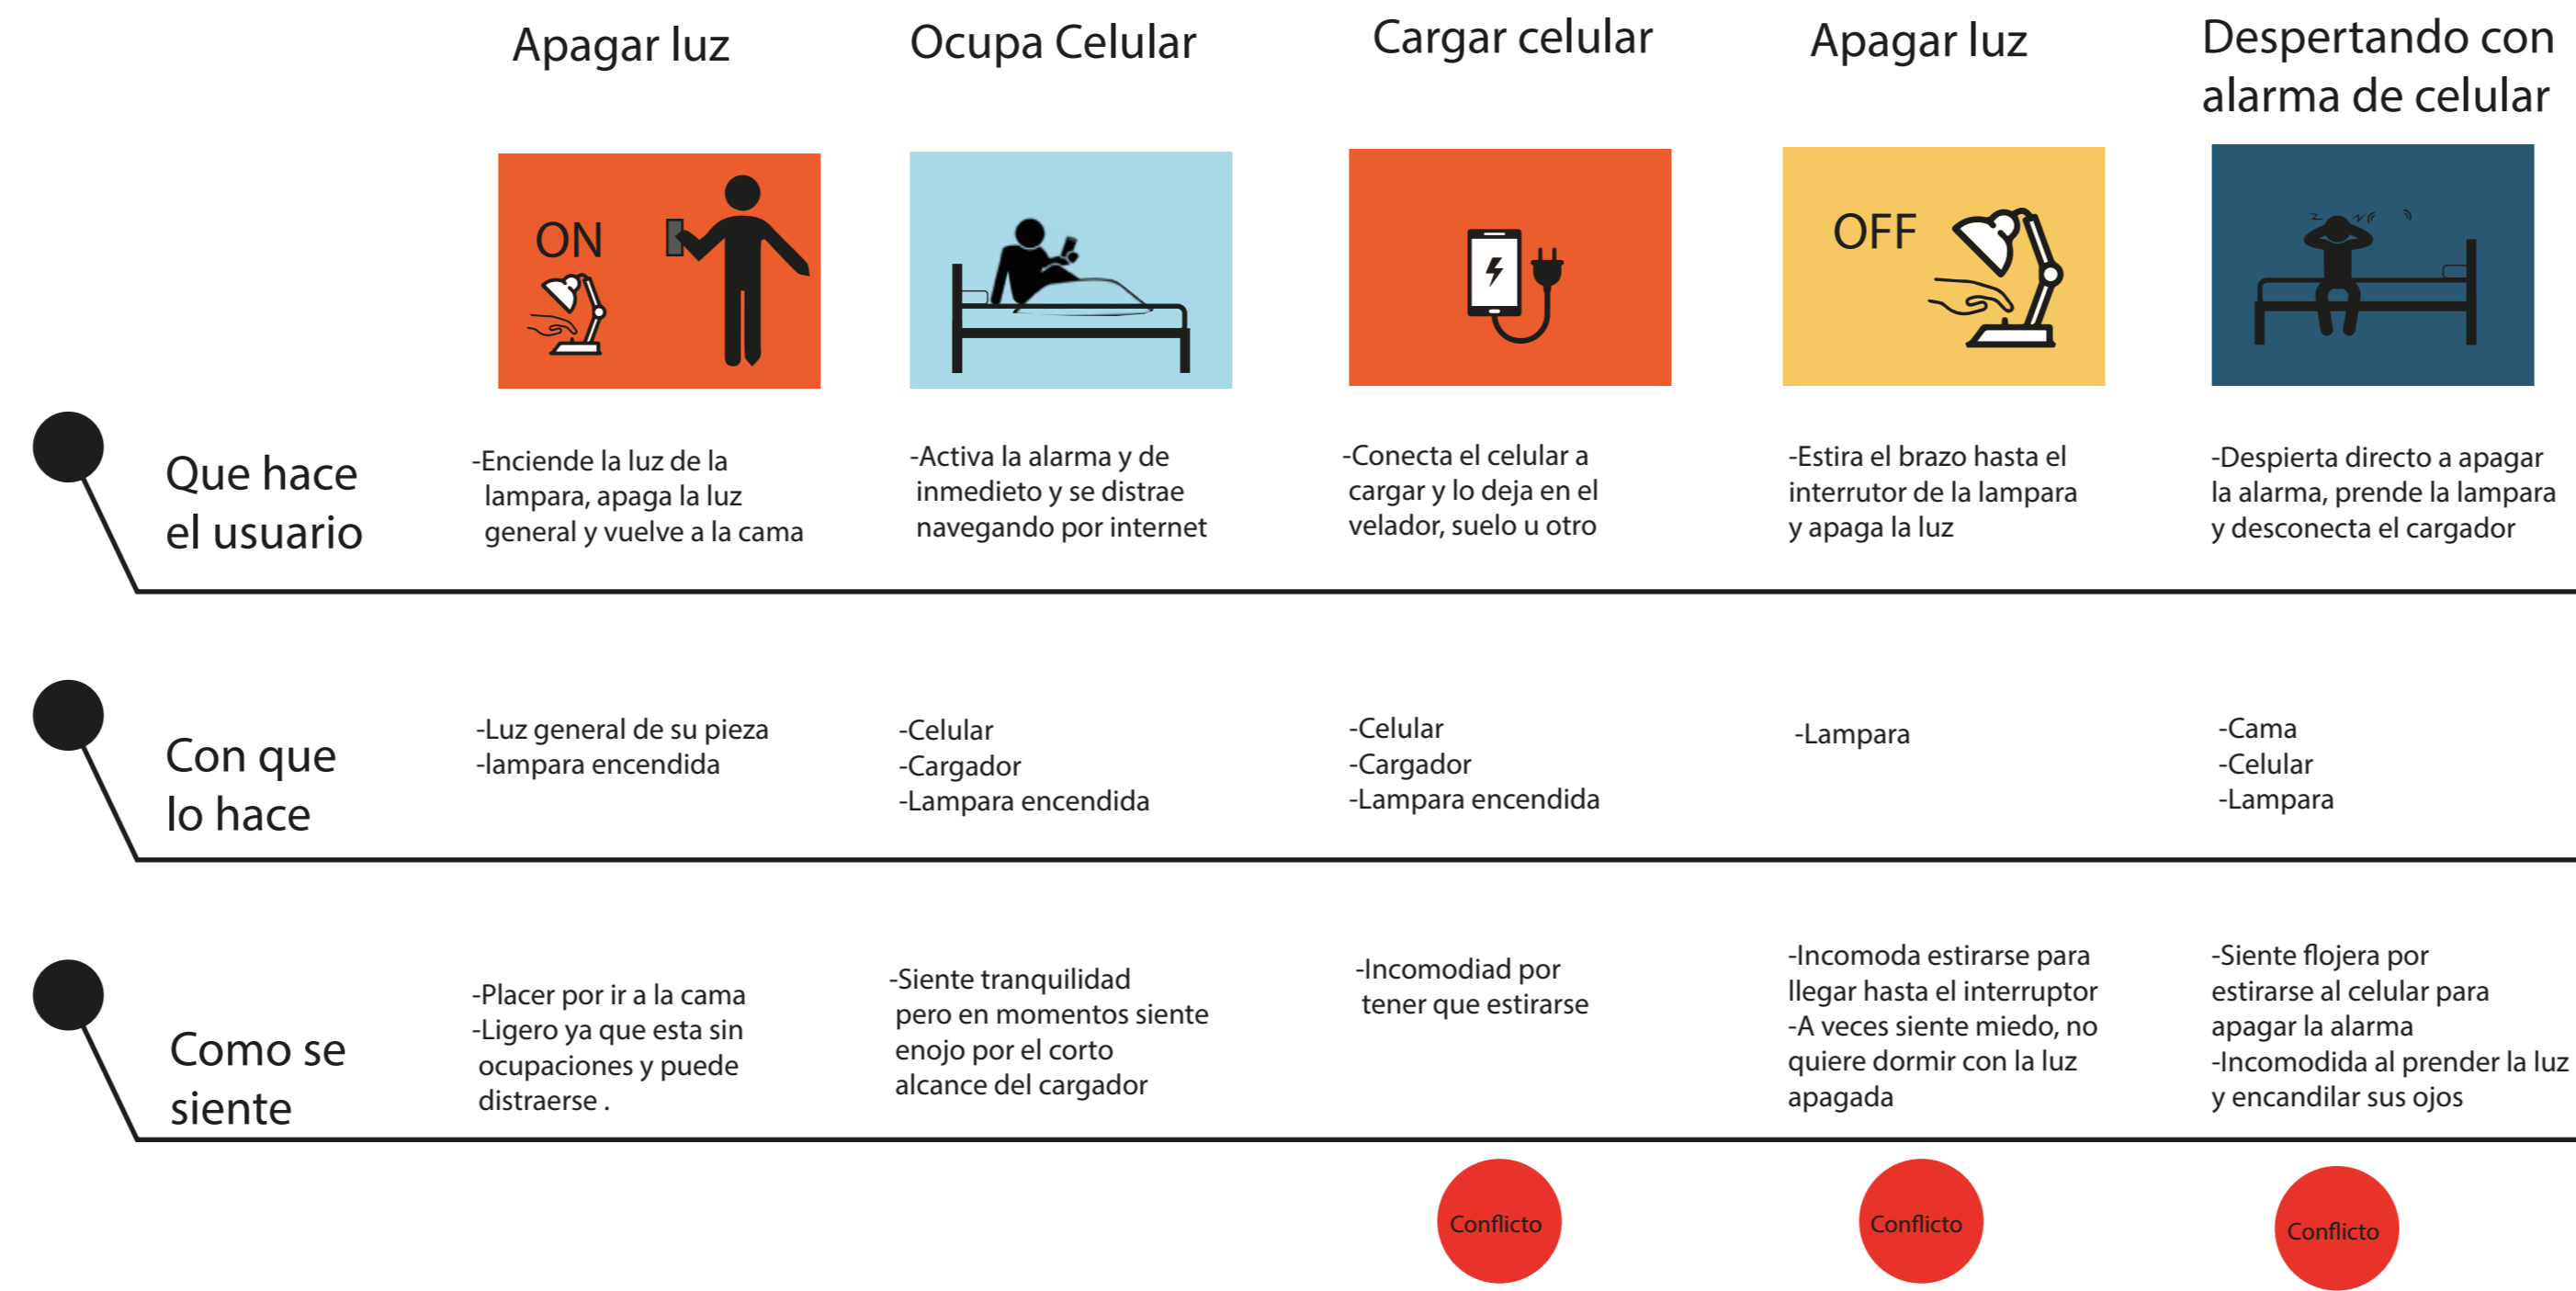 Apagar luz
Ocupa Celular
Cargar celular
Apagar luz
Despertando con
alarma de celular
ON
OFF
z
z
Que hace
el usuario
-Enciende la luz de la
lampara, apaga la luz
general y vuelve a la cama
-Activa la alarma y de
inmedieto y se distrae
navegando por internet
-Conecta el celular a
cargar y lo deja en el
velador, suelo u otro
-Estira el brazo hasta el
interrutor de la lampara
y apaga la luz
-Despierta directo a apagar
la alarma, prende la lampara
y desconecta el cargador
Con que
lo hace
-Luz general de su pieza
-lampara encendida
-Celular
-Cargador
-Lampara encendida
-Celular
-Cargador
-Lampara encendida
-Lampara
-Cama
-Celular
-Lampara
Como se
siente
-Placer por ir a la cama
-Ligero ya que esta sin
ocupaciones y puede
distraerse .
-Siente tranquilidad
pero en momentos siente
enojo por el corto
alcance del cargador
-Incomodiad por
tener que estirarse
-Incomoda estirarse para
llegar hasta el interruptor
-A veces siente miedo, no
quiere dormir con la luz
apagada
-Siente flojera por
estirarse al celular para
apagar la alarma
-Incomodida al prender la luz
y encandilar sus ojos
Conflicto
Conflicto
Conflicto